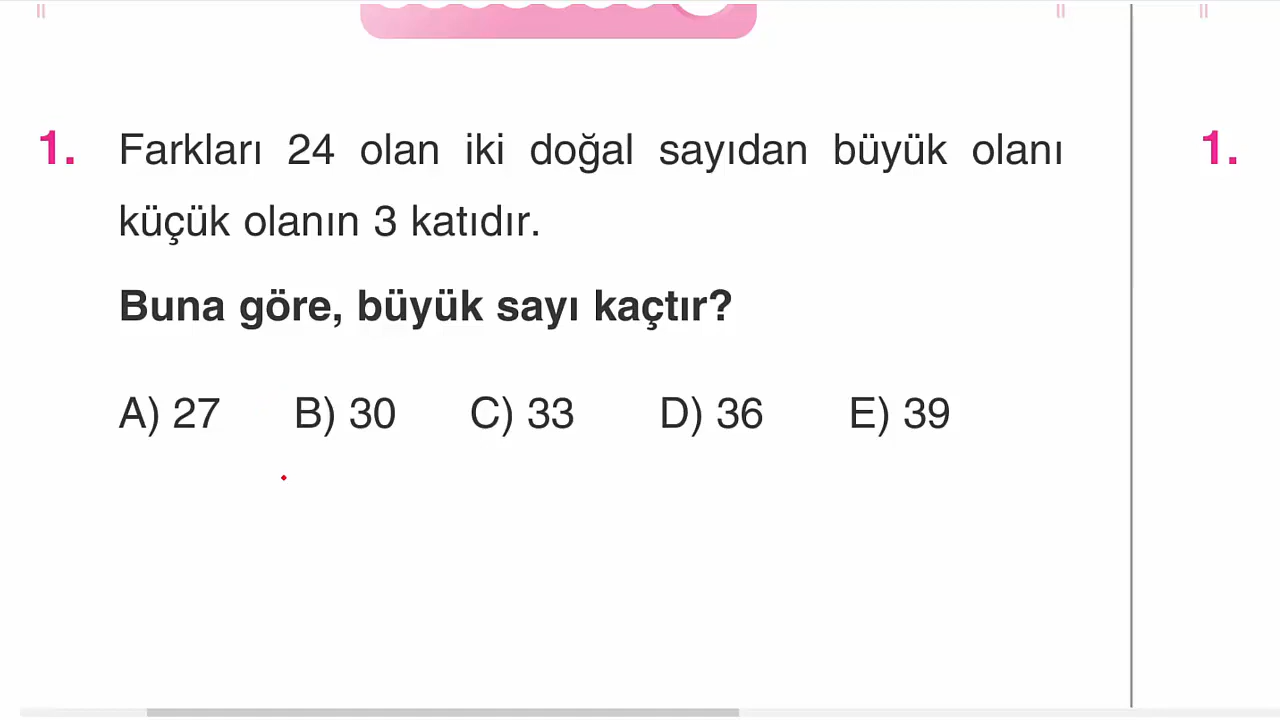 1. Farkları 24 olan iki doğal sayıdan büyük olanı
küçük olanın 3 katıdır.
Buna göre, büyük sayı kaçtır?
A) 27 B) 30 C) 33 D) 36 E) 39
1.